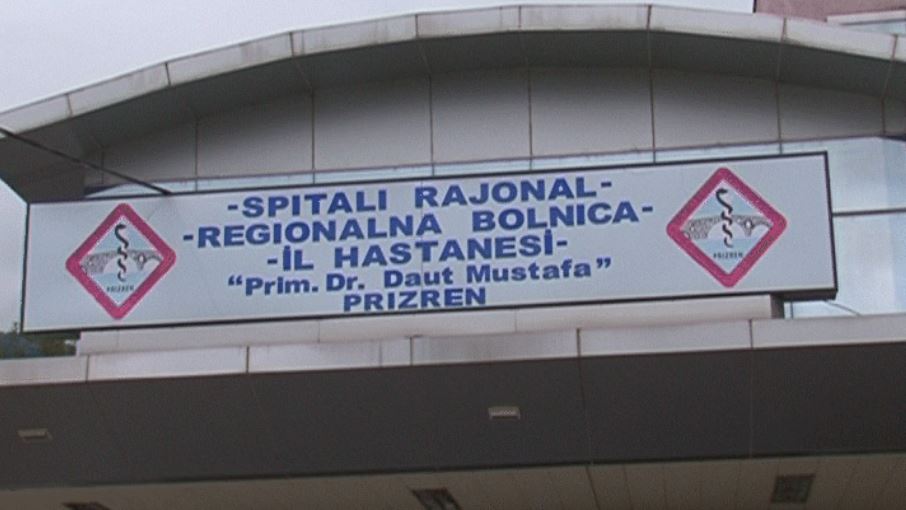 -SPITALI RAJONAL-
-REGIONALNA BOLNICA-
-İL HASTANESİ-
"Prim. Dr. Daut Mustafa"
PRIZREN
PRIZREN
PRIZREN